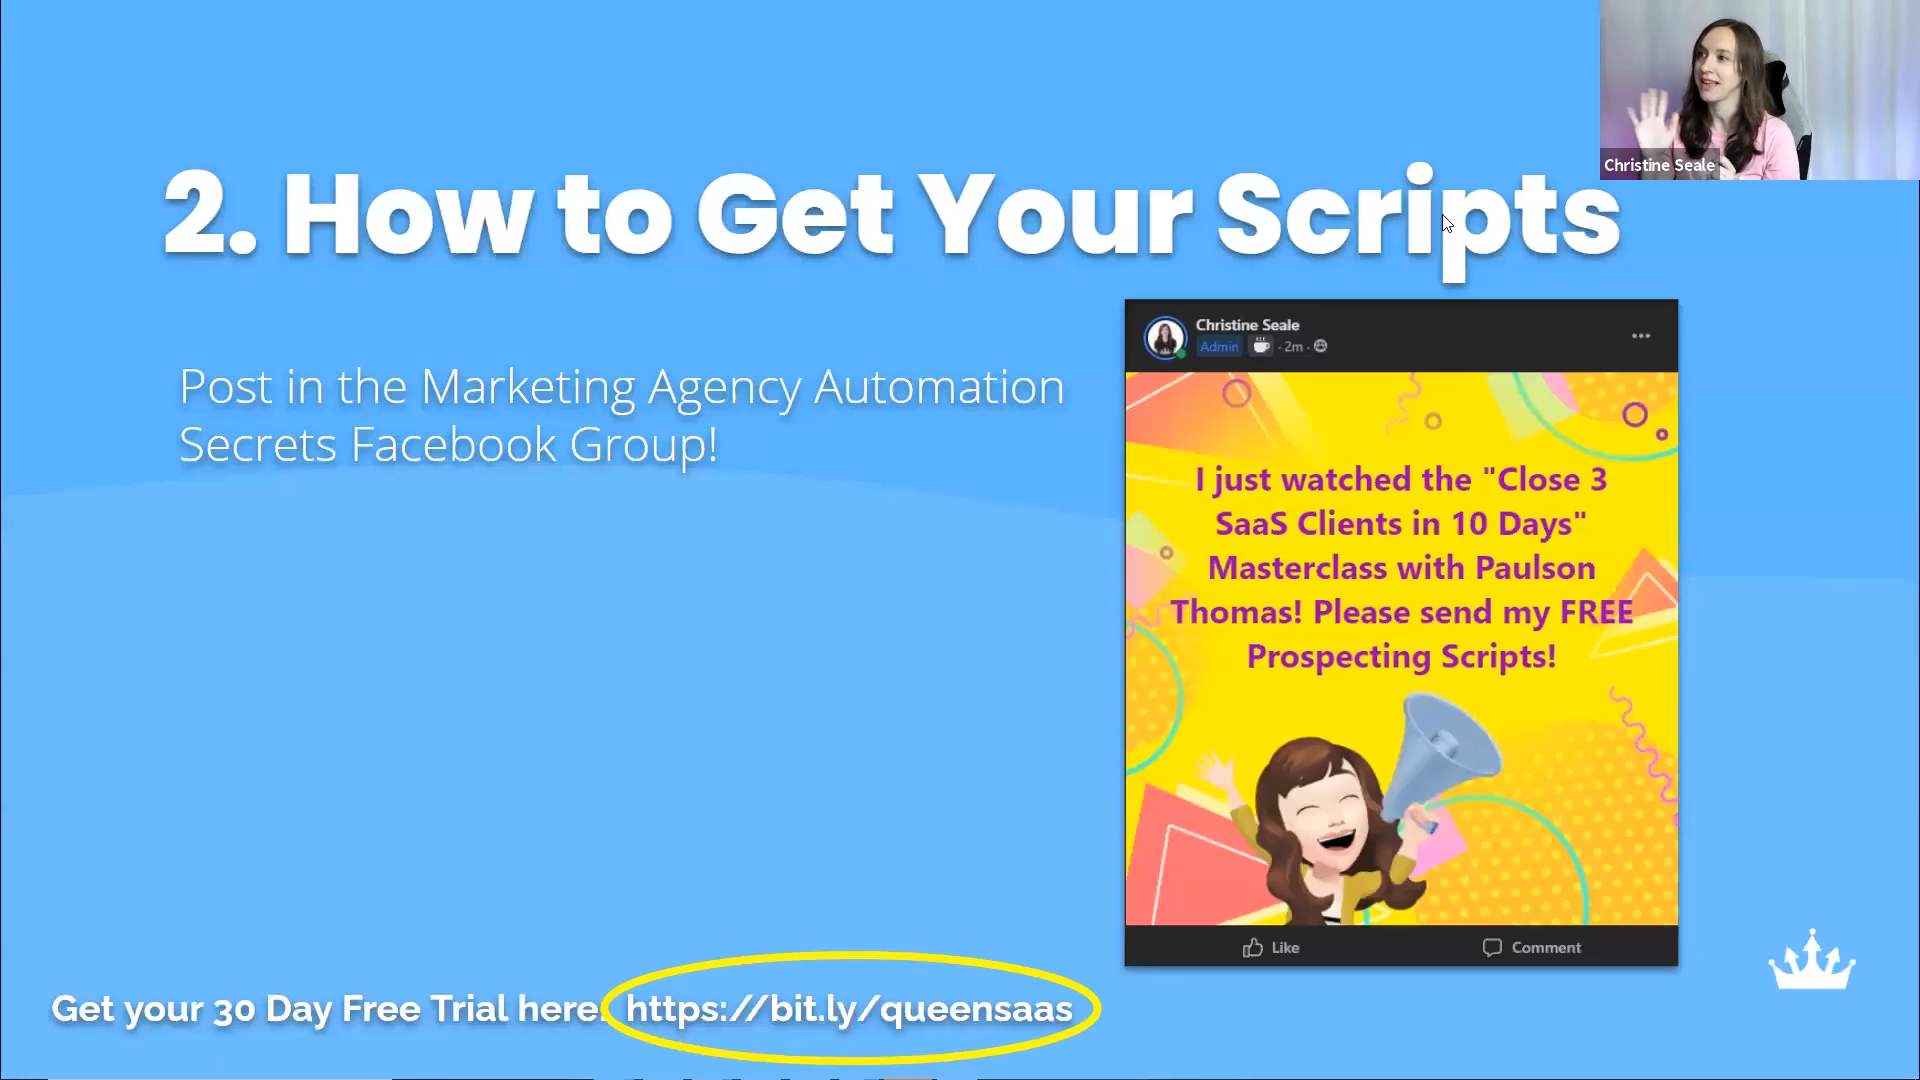 Christine Seale
2. How to Get Your Scripts
Post in the Marketing Agency Automation
Secrets Facebook Group!
Christine Seale
Admin · 2m ·
I just watched the "Close 3
SaaS Clients in 10 Days"
Masterclass with Paulson
Thomas! Please send my FREE
Prospecting Scripts!
Like
Comment
Get your 30 Day Free Trial here: https://bit.ly/queensaas